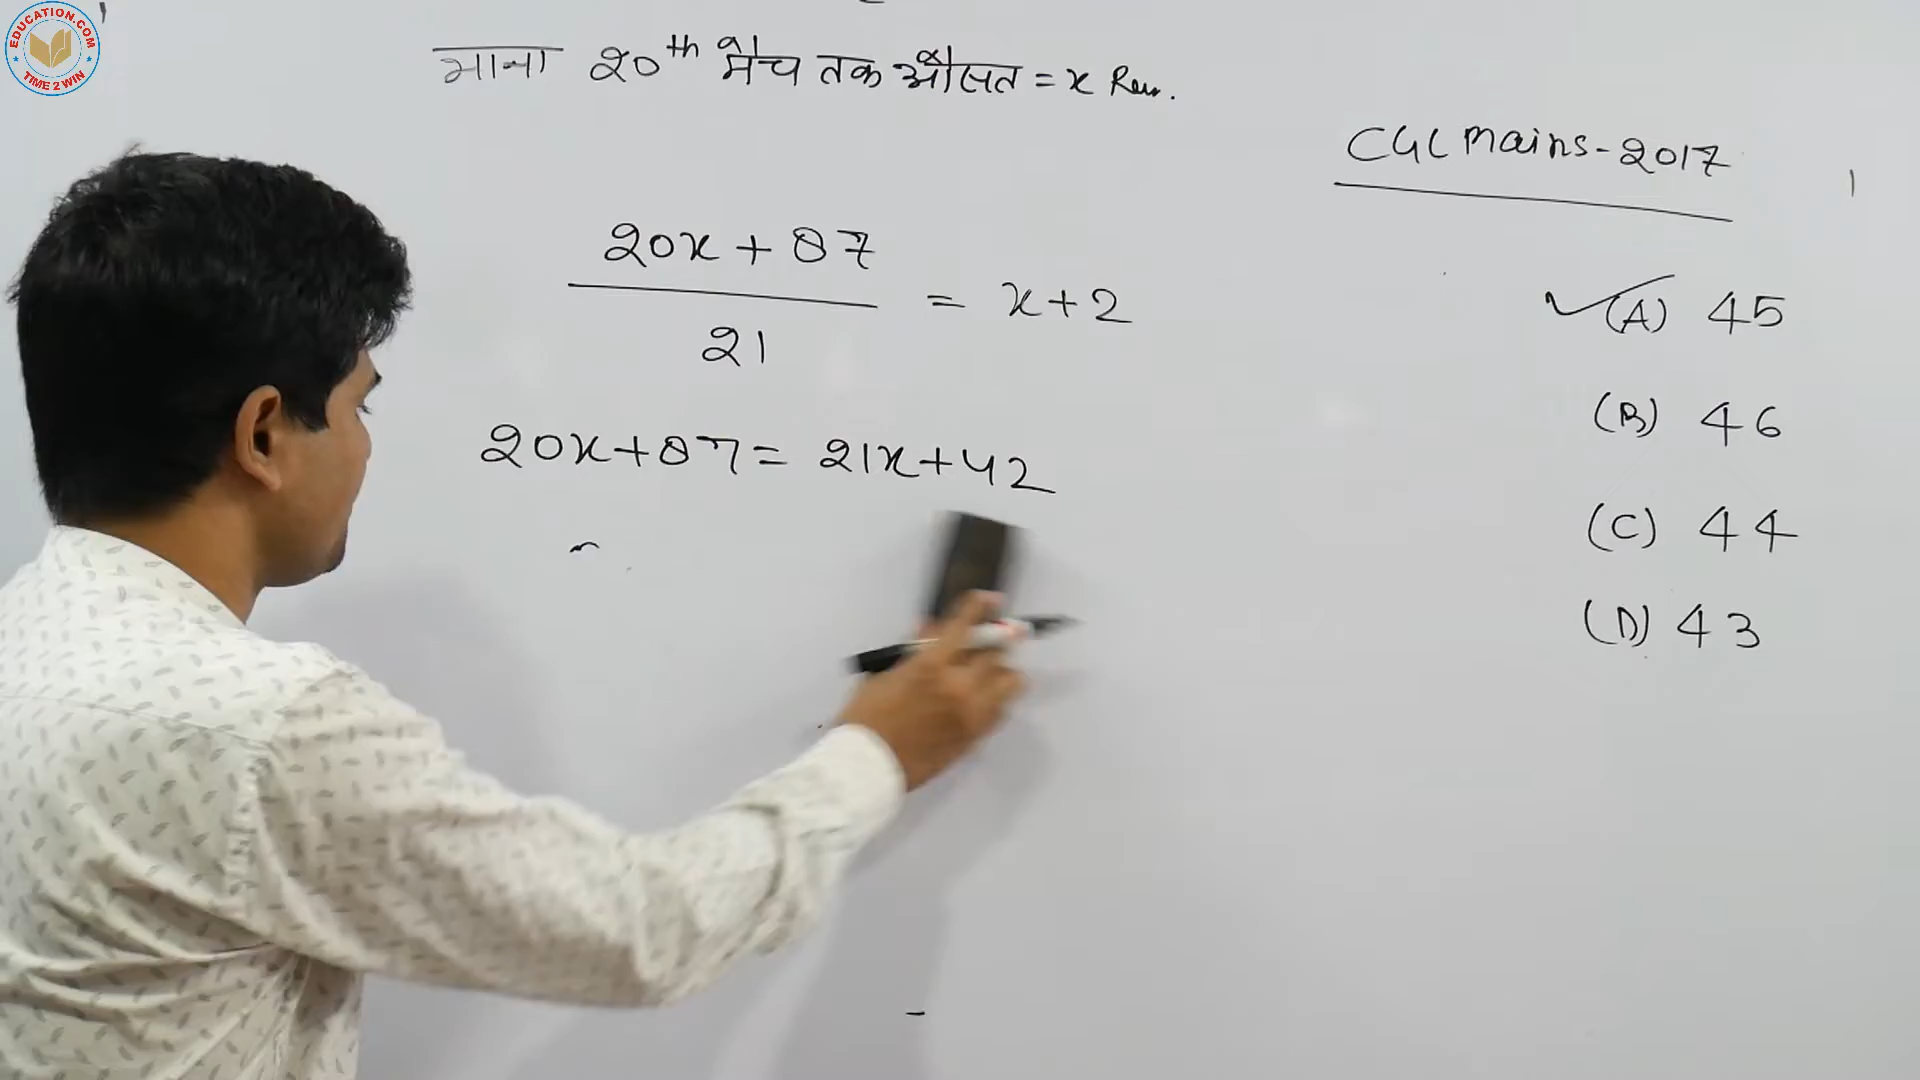 EDUCATION.COM
TIME 2 WIN
माना 20th मैच तक औसत = x Run.
CGL Mains-2017
20x + 87
21
= x+2
20x+87 = 21x+42
(A) 45
(B) 46
(C) 44
(D) 43